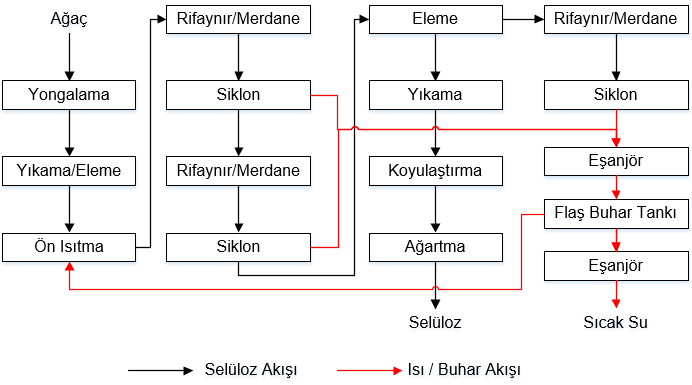 Ağaç
Yongalama
Yıkama/Eleme
Ön Isıtma
Rifaynır/Merdane
Siklon
Rifaynır/Merdane
Siklon
Eleme
Yıkama
Koyulaştırma
Ağartma
Selüloz
Rifaynır/Merdane
Siklon
Eşanjör
Flaş Buhar Tankı
Eşanjör
Sıcak Su
Selüloz Akışı
Isı / Buhar Akışı